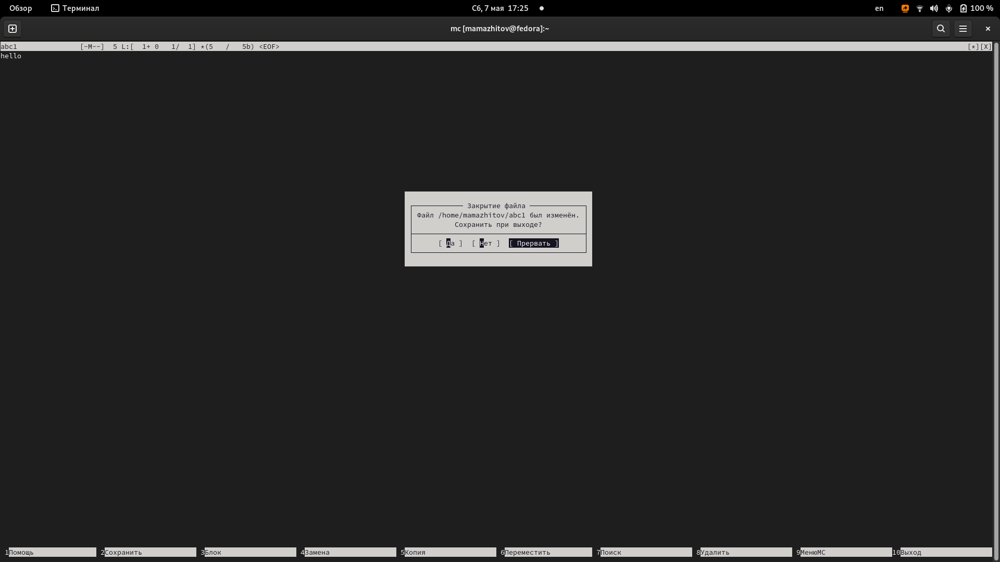 Обзор Терминал Сб, 7 мая 17:25 en 100 %
mc [mamazhitov@fedora]:~
abc1 [-M--] 5 L:[ 1+ 0 1/ 1] *(5 / 5b) <EOF> [*][X]
hello
Закрытие файла
Файл /home/mamazhitov/abc1 был изменён.
Сохранить при выходе?
[ Да ] [ Нет ] [ Прервать ]
1Помощь 2Сохранить 3Блок 4Замена 5Копия 6Переместить 7Поиск 8Удалить 9МенюМС 10Выход